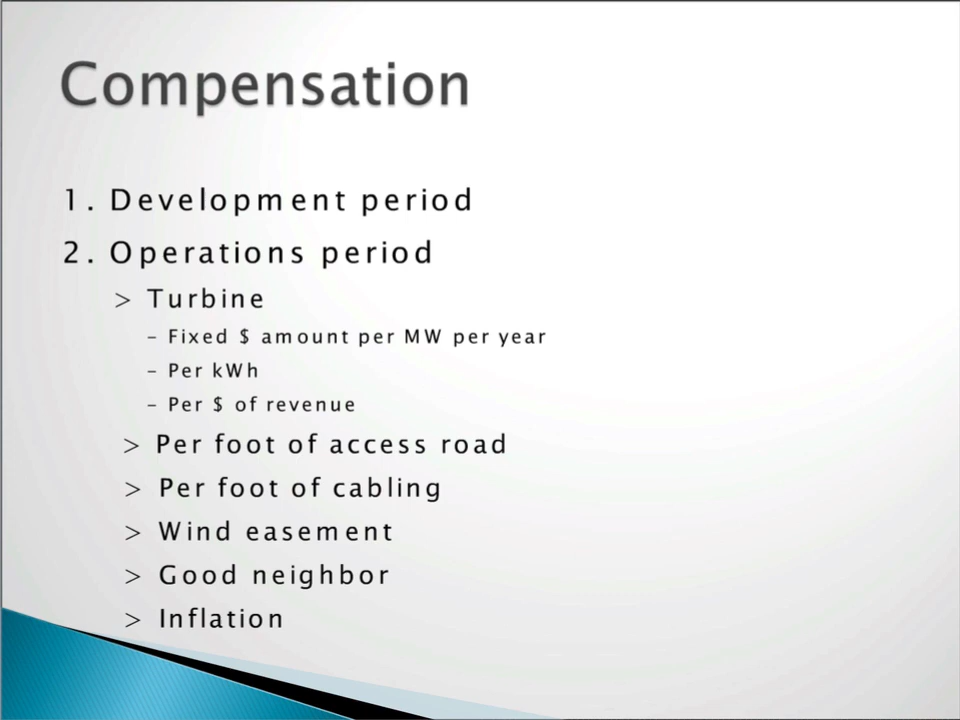 Compensation
1. Development period
2. Operations period
> Turbine
– Fixed $ amount per MW per year
– Per kWh
– Per $ of revenue
> Per foot of access road
> Per foot of cabling
> Wind easement
> Good neighbor
> Inflation